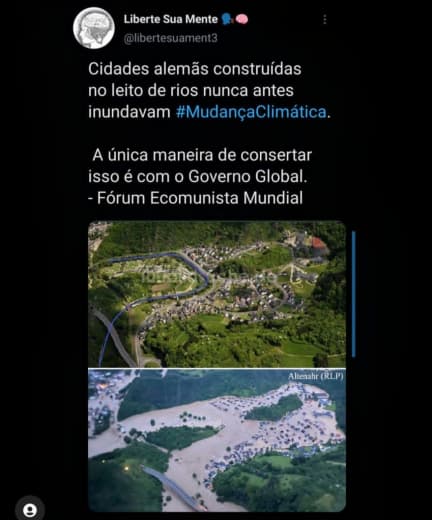 Liberte Sua Mente
@libertesuament3
Cidades alemãs construídas
no leito de rios nunca antes
inundavam #MudançaClimática.
A única maneira de consertar
isso é com o Governo Global.
- Fórum Ecomunista Mundial
Altenahr (RLP)